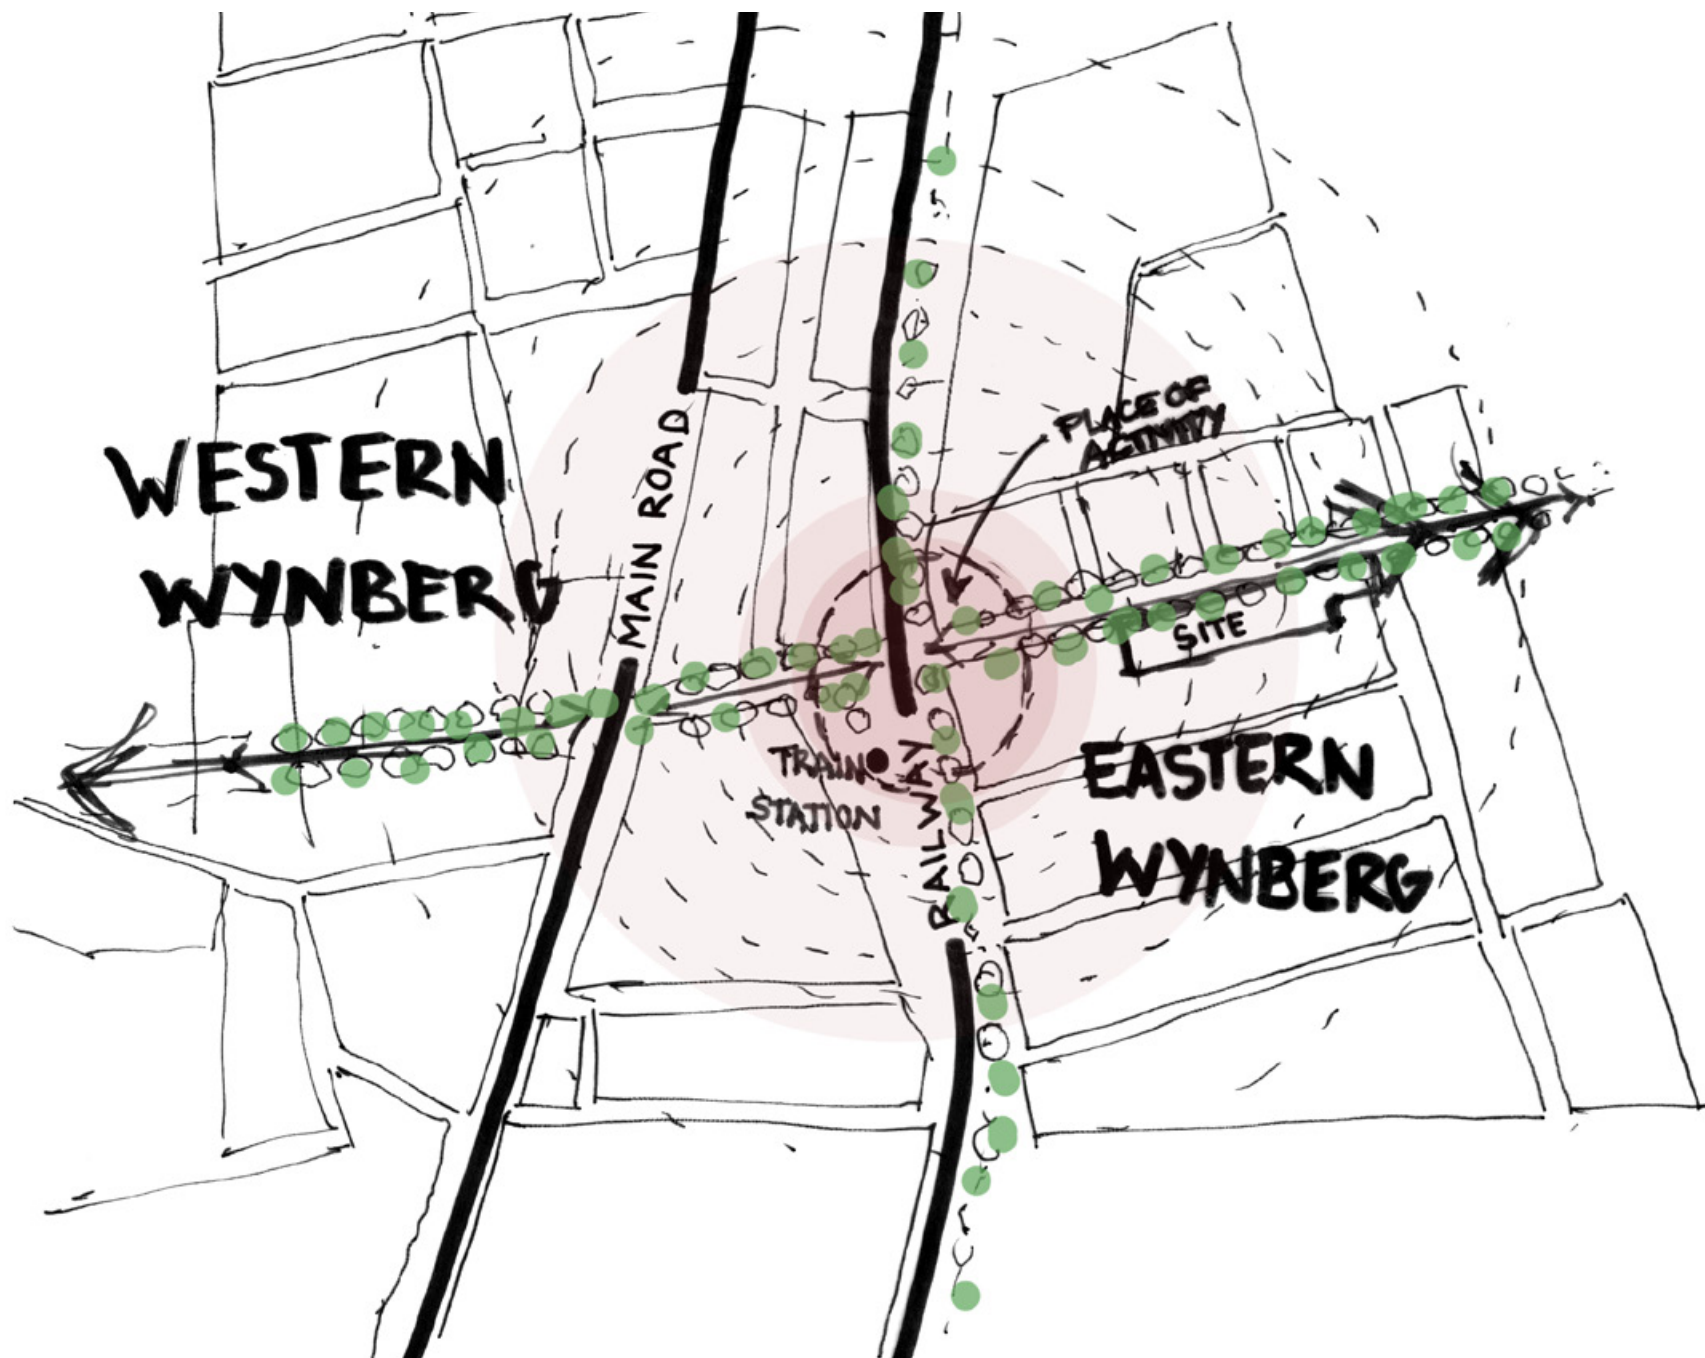 PLACE OF
ACTIVITY
WESTERN
WYNBERG
MAIN ROAD
SITE
TRAIN
STATION
RAILWAY
EASTERN
WYNBERG